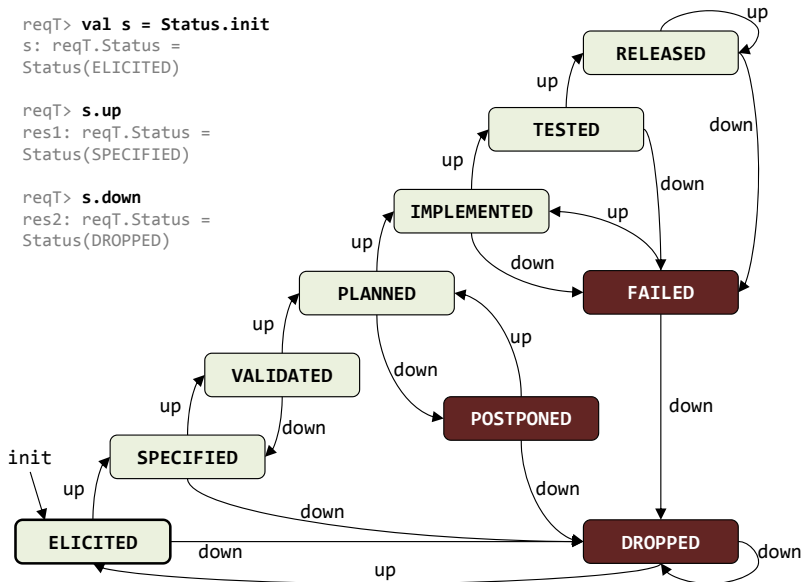 reqT> val s = Status.init
s: reqT.Status =
Status(ELICITED)
reqT> s.up
res1: reqT.Status =
Status(SPECIFIED)
reqT> s.down
res2: reqT.Status =
Status(DROPPED)
up
RELEASED
up
down
TESTED
up
down
IMPLEMENTED
up
up
down
PLANNED
FAILED
up
up
VALIDATED
down
up
down
POSTPONED
down
SPECIFIED
init
up
down
down
ELICITED
down
DROPPED
down
up